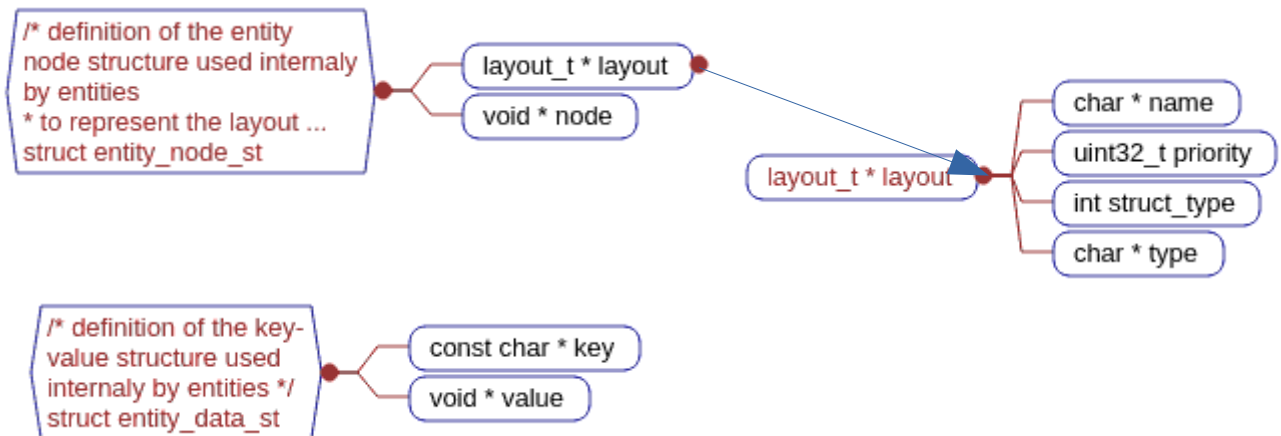 /* definition of the entity
node structure used internaly
by entities
* to represent the layout ...
struct entity_node_st
layout_t * layout
void * node
layout_t * layout
char * name
uint32_t priority
int struct_type
char * type
/* definition of the key-
value structure used
internaly by entities */
struct entity_data_st
const char * key
void * value